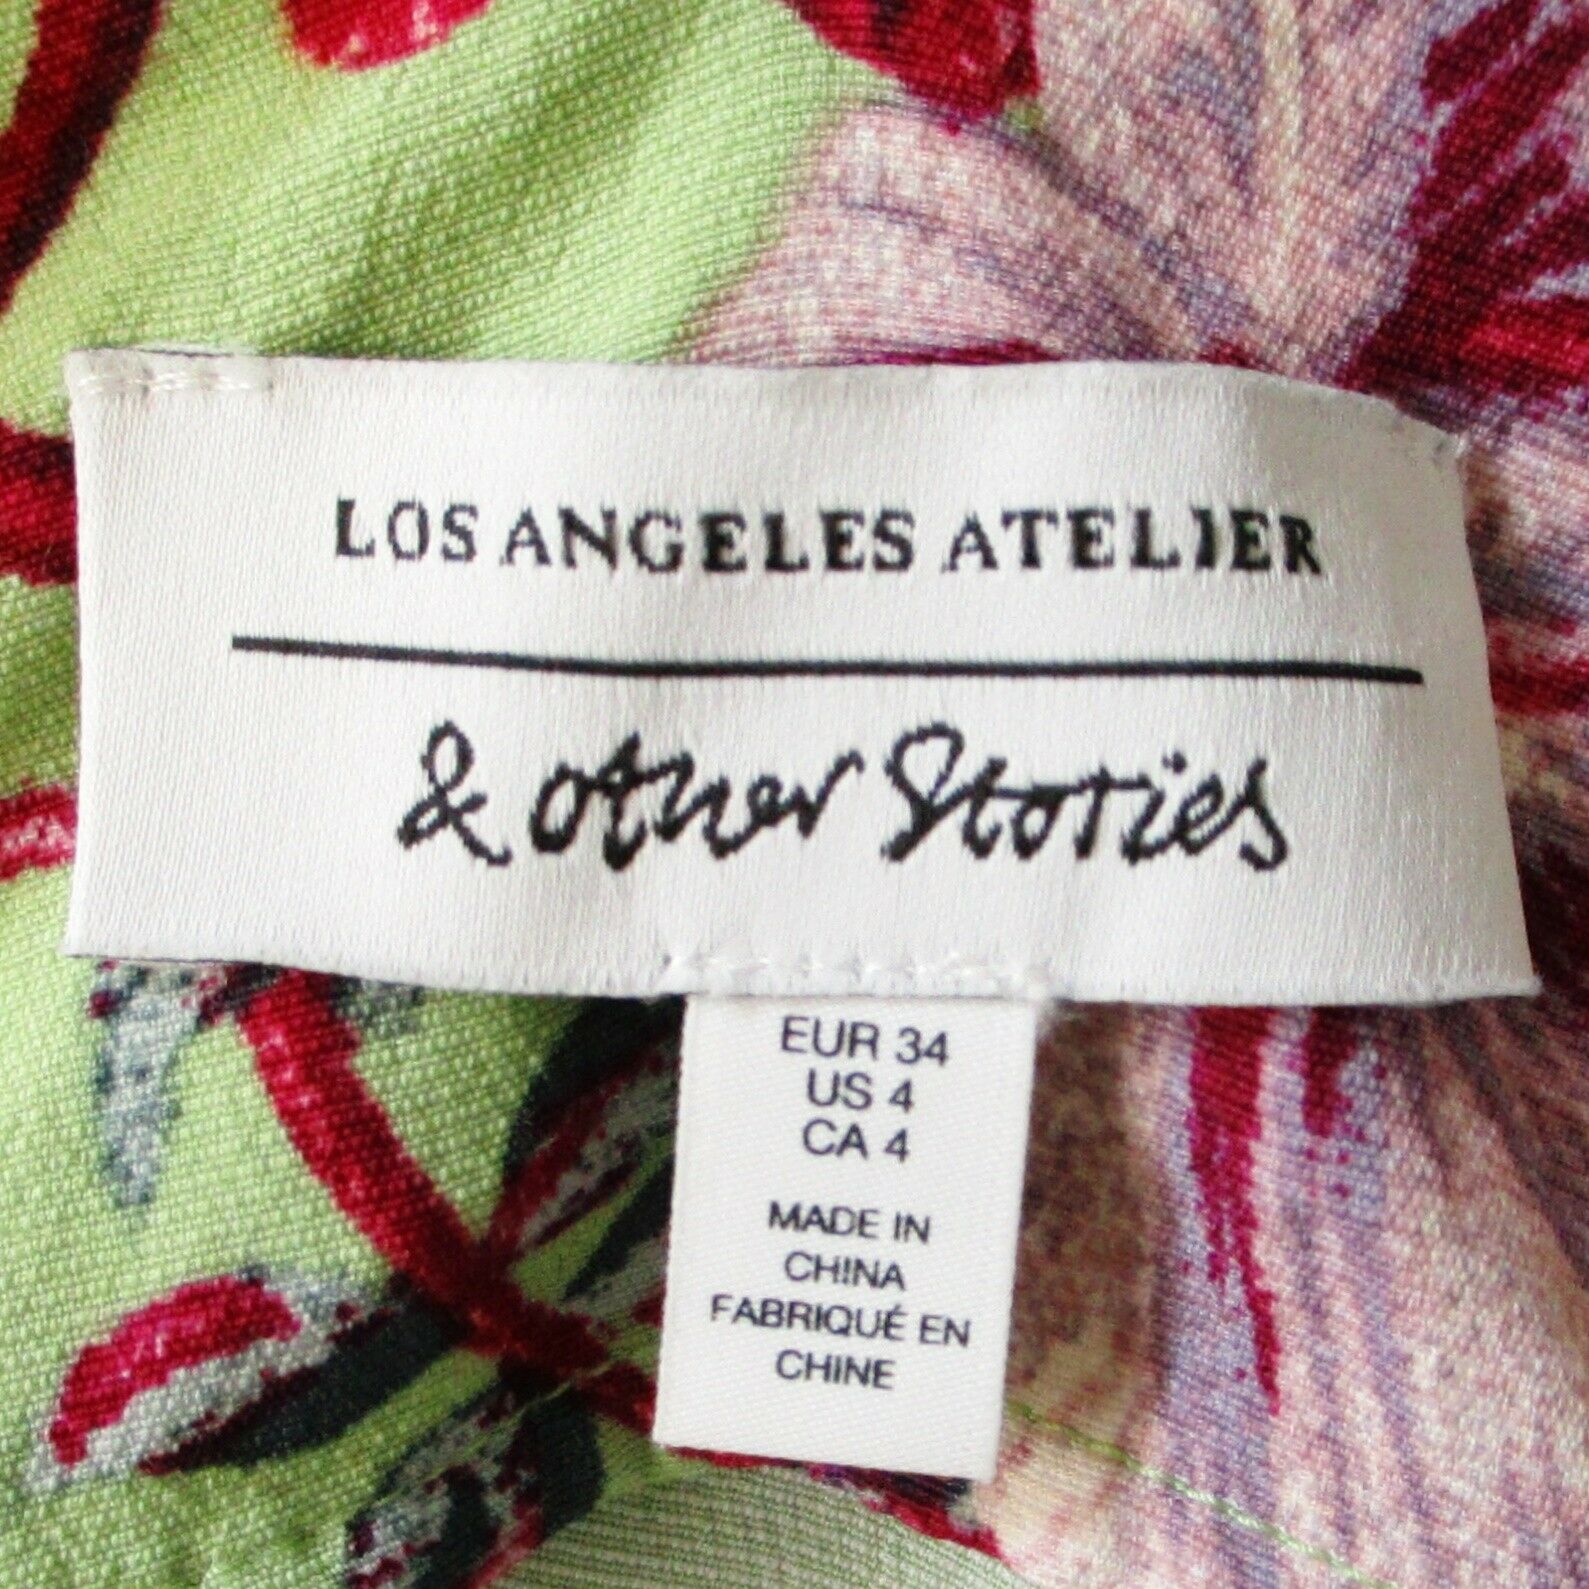 LOS ANGELES ATELIER
& other Stories
EUR 34
US 4
CA 4
MADE IN
CHINA
FABRIQUÉ EN
CHINE